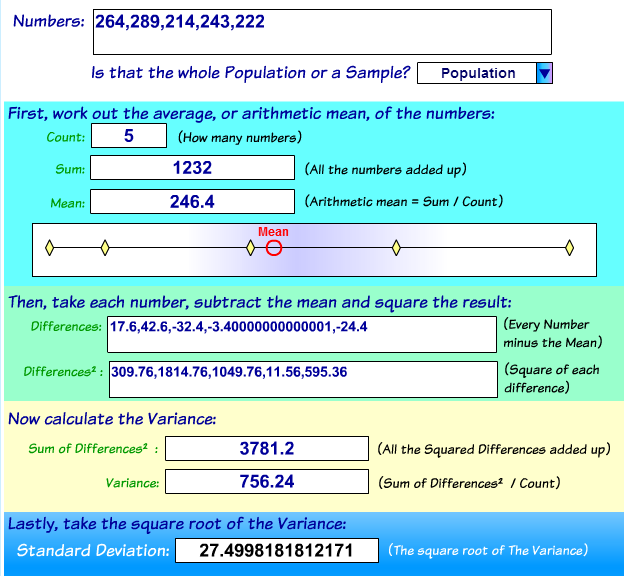 Numbers: 264,289,214,243,222
Is that the whole Population or a Sample? Population
First, work out the average, or arithmetic mean, of the numbers:
Count: 5 (How many numbers)
Sum: 1232 (All the numbers added up)
Mean: 246.4 (Arithmetic mean = Sum / Count)
Mean
Then, take each number, subtract the mean and square the result:
Differences: 17.6,42.6,-32.4,-3.40000000000001,-24.4 (Every Number
minus the Mean)
Differences² : 309.76,1814.76,1049.76,11.56,595.36 (Square of each
difference)
Now calculate the Variance:
Sum of Differences² : 3781.2 (All the Squared Differences added up)
Variance: 756.24 (Sum of Differences² / Count)
Lastly, take the square root of the Variance:
Standard Deviation: 27.4998181812171 (The square root of The Variance)